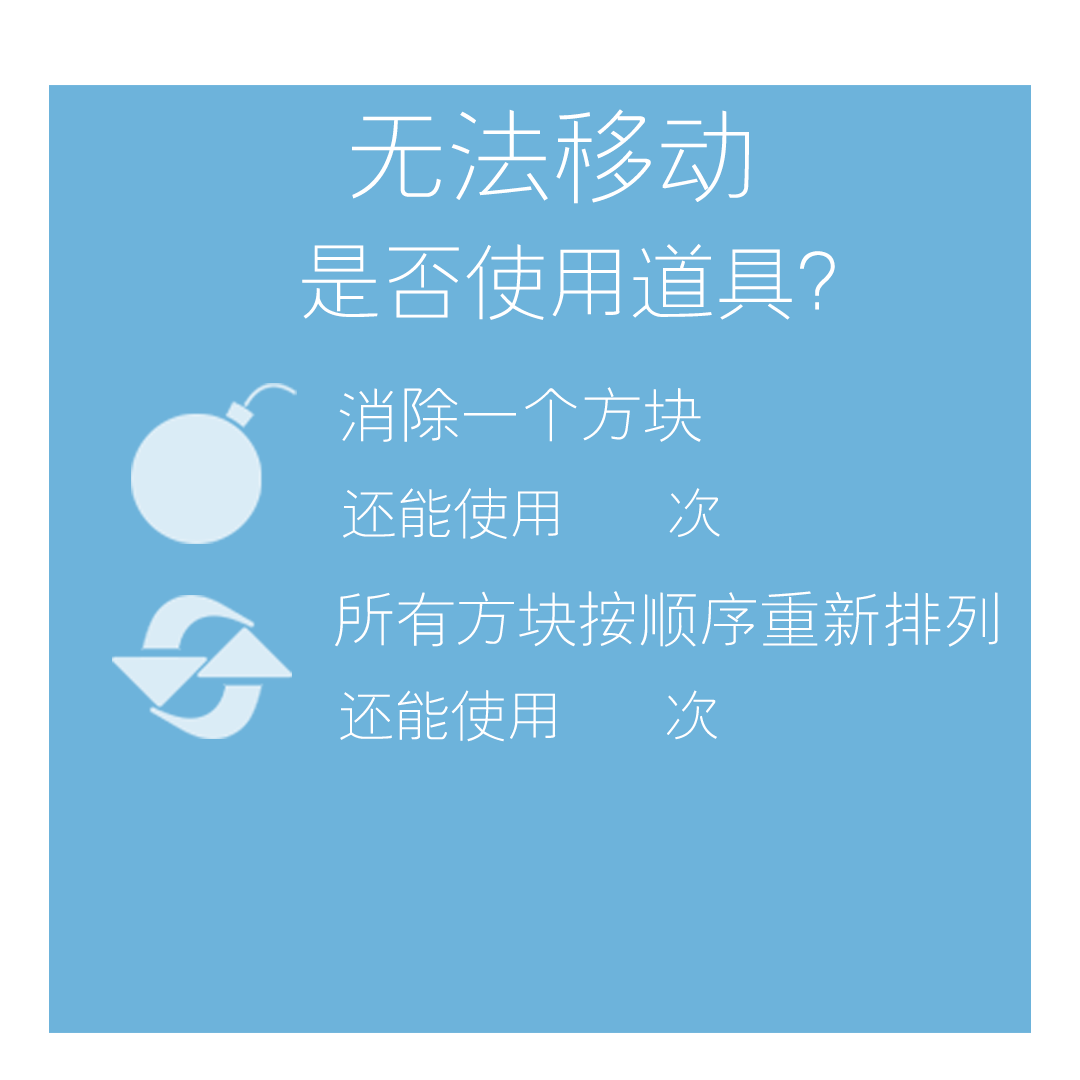 无法移动
是否使用道具?
消除一个方块
还能使用 次
所有方块按顺序重新排列
还能使用 次